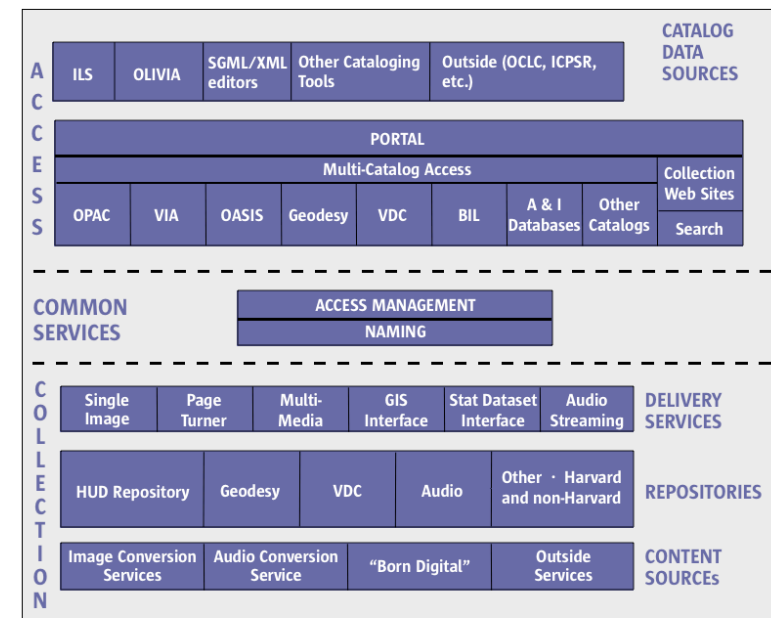 ACCESS
CATALOG
DATA
SOURCES
ILS
OLIVIA
SGML/XML
editors
Other Cataloging
Tools
Outside (OCLC, ICPSR,
etc.)
PORTAL
Multi-Catalog Access
Collection
Web Sites
Search
OPAC
VIA
OASIS
Geodesy
VDC
BIL
A & I
Databases
Other
Catalogs
COMMON
SERVICES
ACCESS MANAGEMENT
NAMING
COLLECTION
Single
Image
Page
Turner
Multi-
Media
GIS
Interface
Stat Dataset
Interface
Audio
Streaming
DELIVERY
SERVICES
HUD Repository
Geodesy
VDC
Audio
Other · Harvard
and non-Harvard
REPOSITORIES
Image Conversion
Services
Audio Conversion
Service
“Born Digital”
Outside
Services
CONTENT
SOURCEs